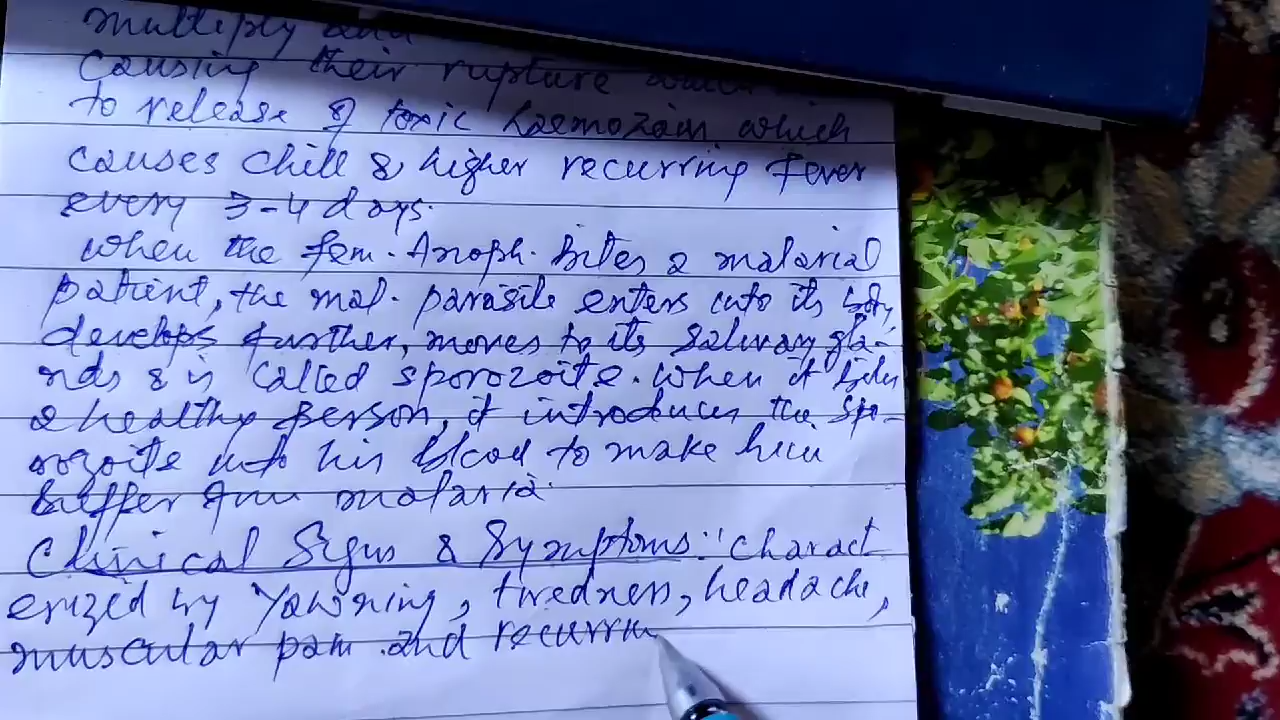 multiply and
causing their rupture
to release of toxic haemozoin which
causes chill & higher recurring fever
every 3-4 days.
when the fem. Anoph. bites a malarial
patient, the mal. parasite enters into its body,
develops further, moves to its salivary gla-
nds & is called sporozoite. when it bites
a healthy person, it introduces the spo-
rozoite into his blood to make him
suffer from malaria.
Clinical Signs & Symptoms: charact
erized by yawning, tiredness, headache,
muscular pain and recurrin